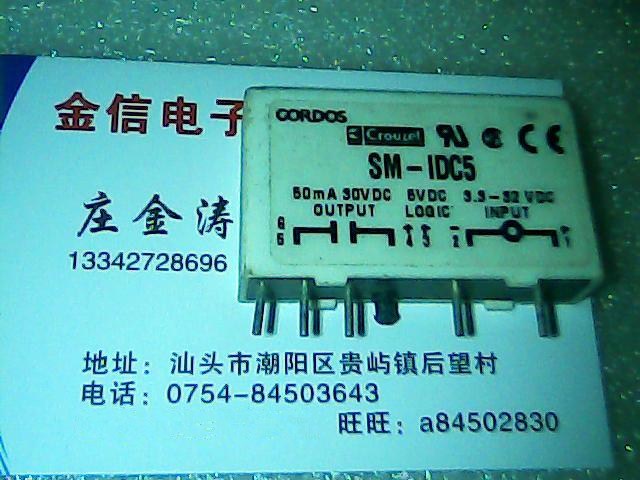 金信电子
CORDOS
Crouzet
SM-IDC5
50mA 30VDC 5VDC 3.3-32 VDC
OUTPUT LOGIC INPUT
庄金涛
13342728696
地址：汕头市潮阳区贵屿镇后望村
电话：0754-84503643
旺旺：a84502830